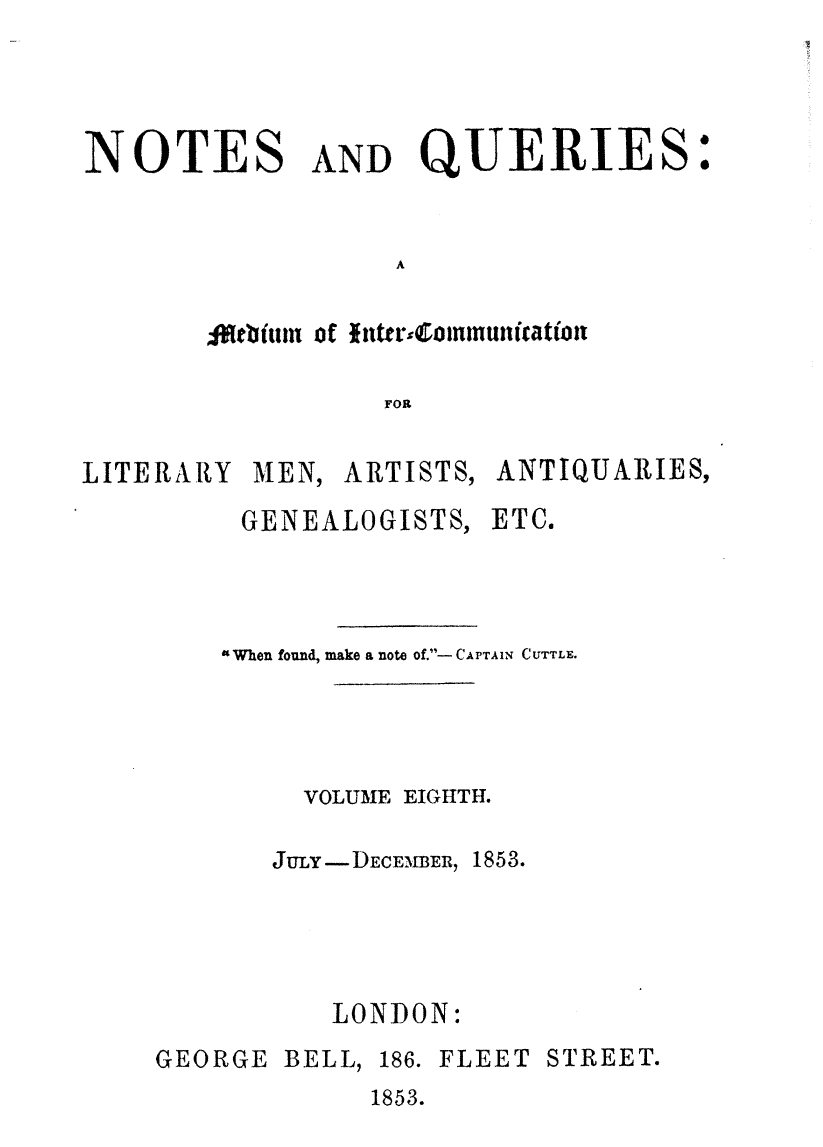 NOTES AND QUERIES:
A
Medium of Inter-Communication
FOR
LITERARY MEN, ARTISTS, ANTIQUARIES,
GENEALOGISTS, ETC.
"When found, make a note of."—CAPTAIN CUTTLE.
VOLUME EIGHTH.
JULY—DECEMBER, 1853.
LONDON:
GEORGE BELL, 186. FLEET STREET.
1853.